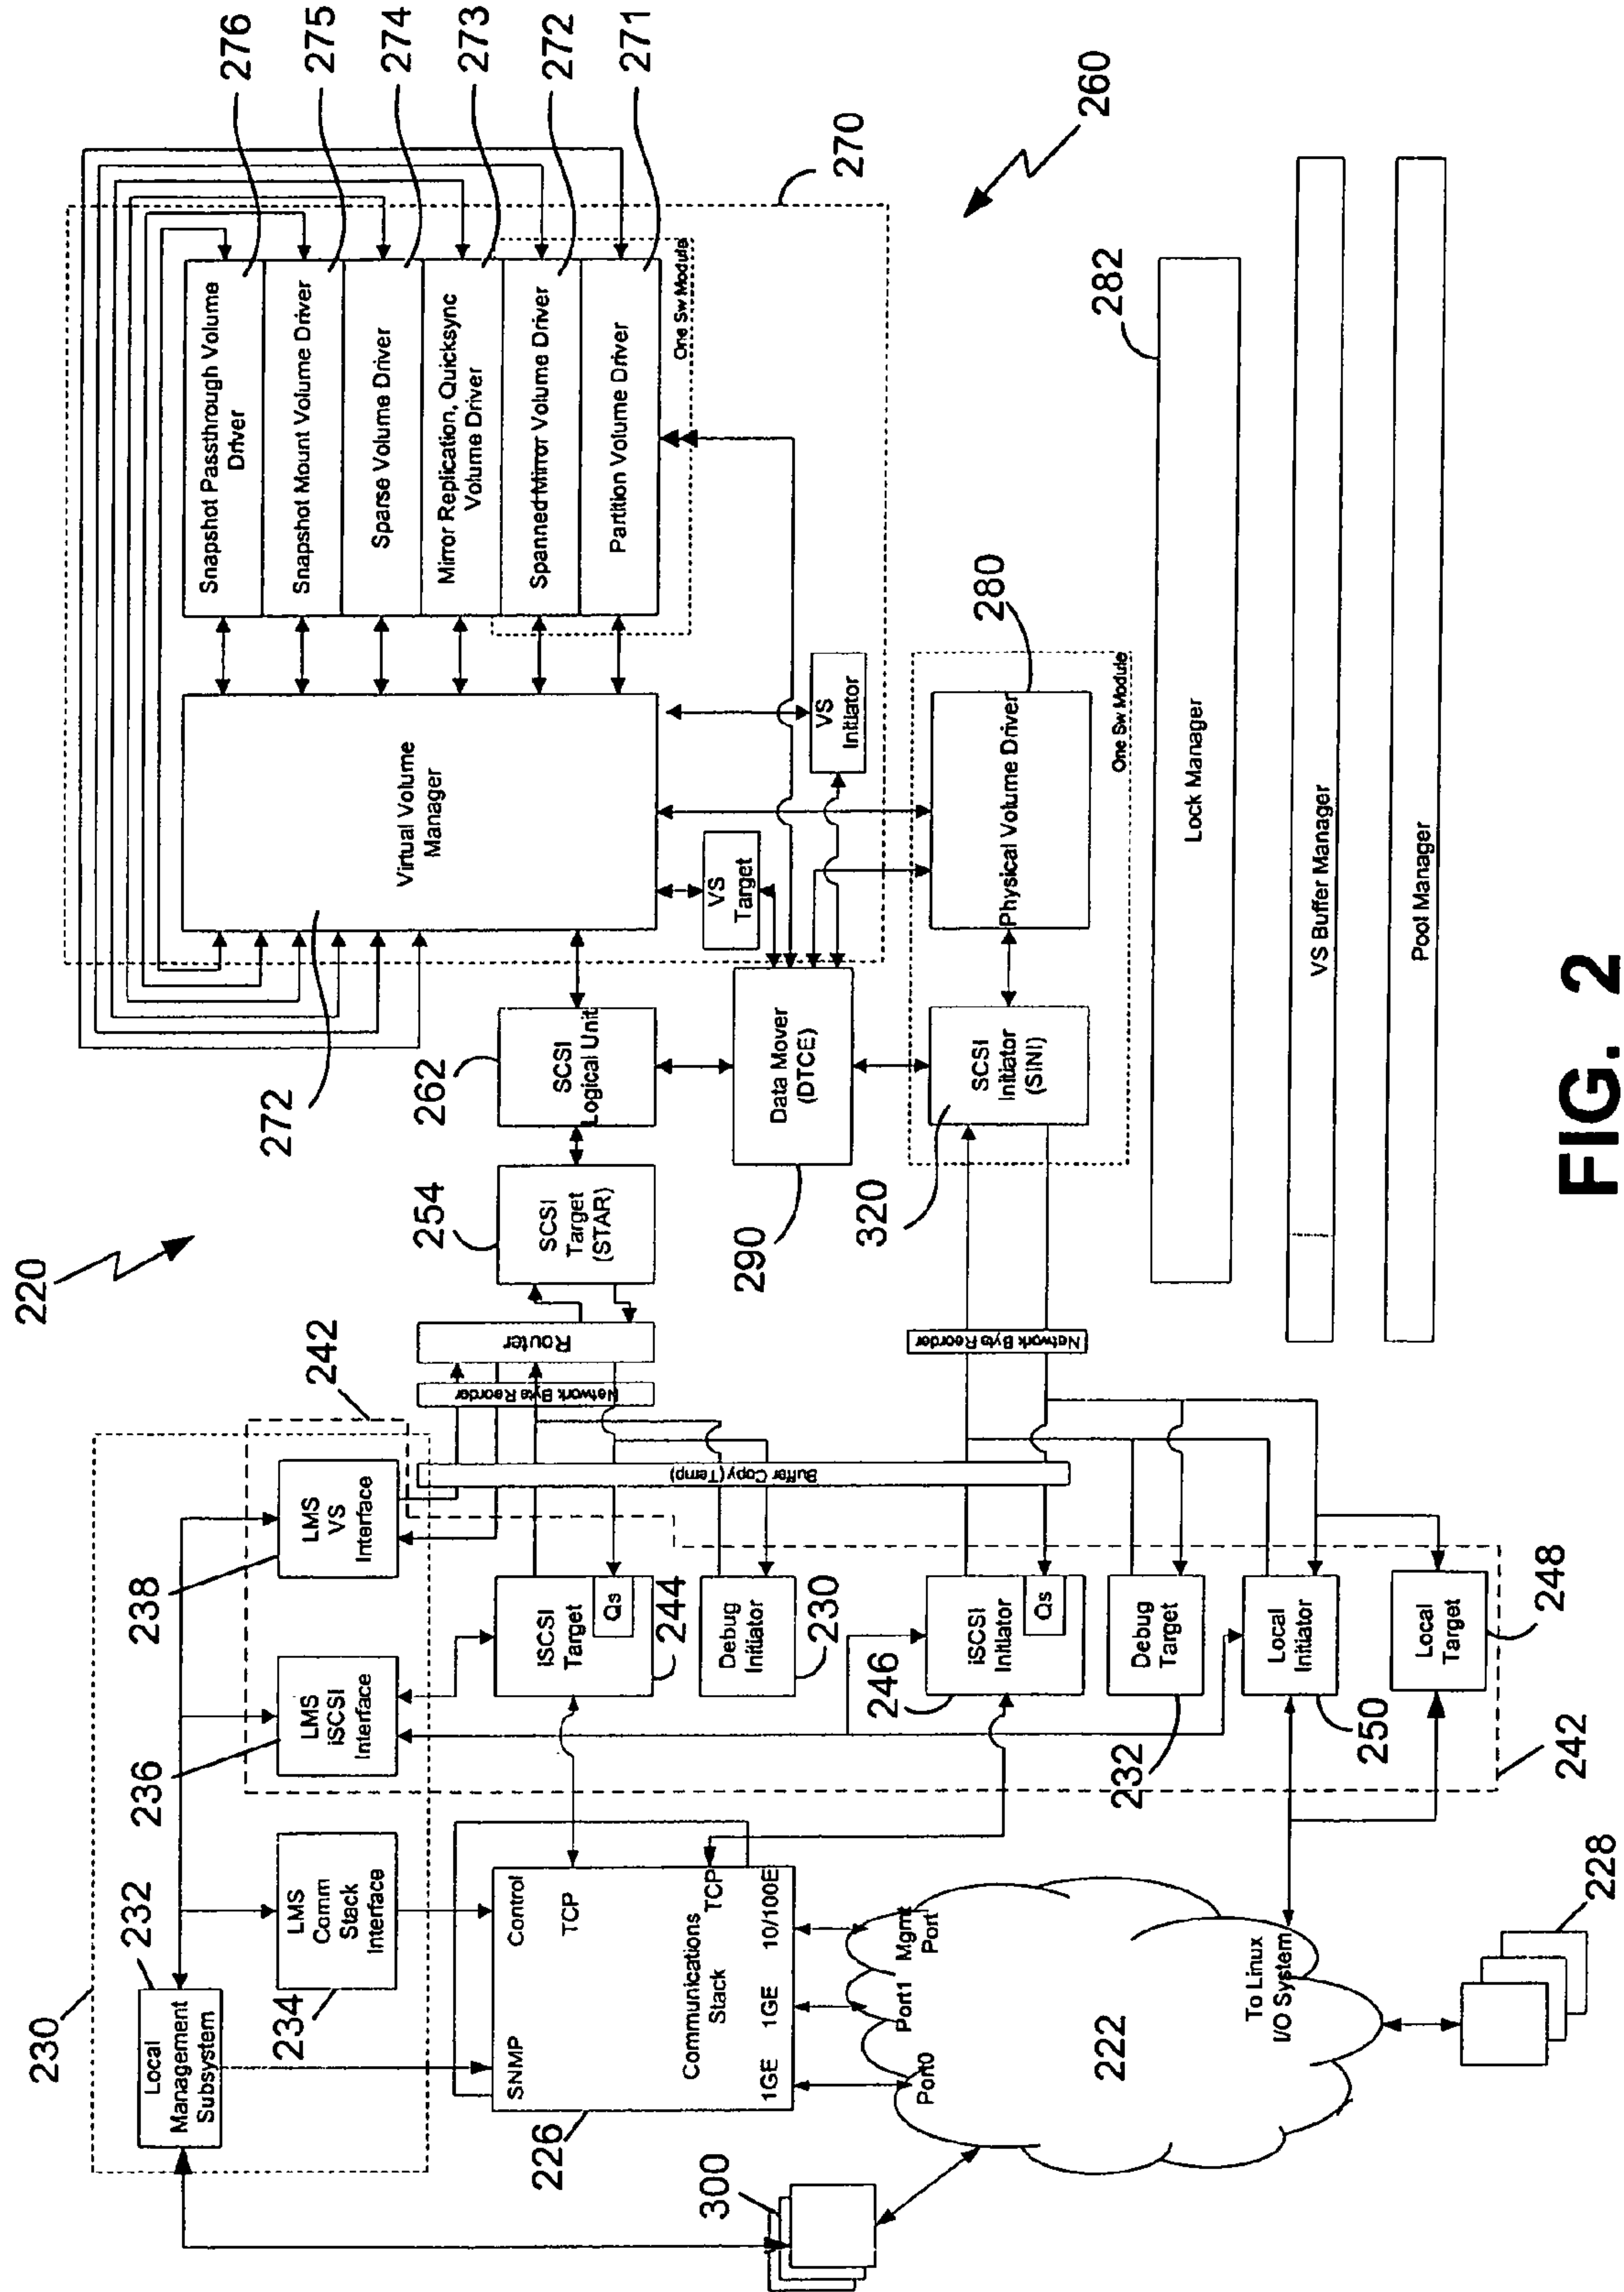 220
230
232
Local
Management
Subsystem
234
LMS
Comm
Stack
Interface
236
LMS
iSCSI
Interface
238
LMS
VS
Interface
242
226
SNMP
Control
TCP
TCP
Communications
Stack
1GE
1GE
10/100E
Port0
Port1
Mgmt
Port
222
To Linux
I/O System
300
228
iSCSI
Target
Qs
244
Debug
Initiator
230
iSCSI
Initiator
Qs
246
Debug
Target
232
Local
Initiator
250
Local
Target
248
242
Buffer Copy (Temp)
Network Byte Reorder
Router
Network Byte Reorder
254
SCSI
Target
(STAR)
262
SCSI
Logical Unit
290
Data Mover
(DTCE)
320
SCSI
Initiator
(SINI)
Physical Volume Driver
280
One Sw Module
272
Virtual Volume
Manager
VS
Target
VS
Initiator
Snapshot Passthrough Volume
Driver
276
Snapshot Mount Volume Driver
275
Sparse Volume Driver
274
Mirror Replication, Quicksync
Volume Driver
273
Spanned Mirror Volume Driver
272
Partition Volume Driver
271
One Sw Module
270
260
282
Lock Manager
VS Buffer Manager
Pool Manager
FIG. 2